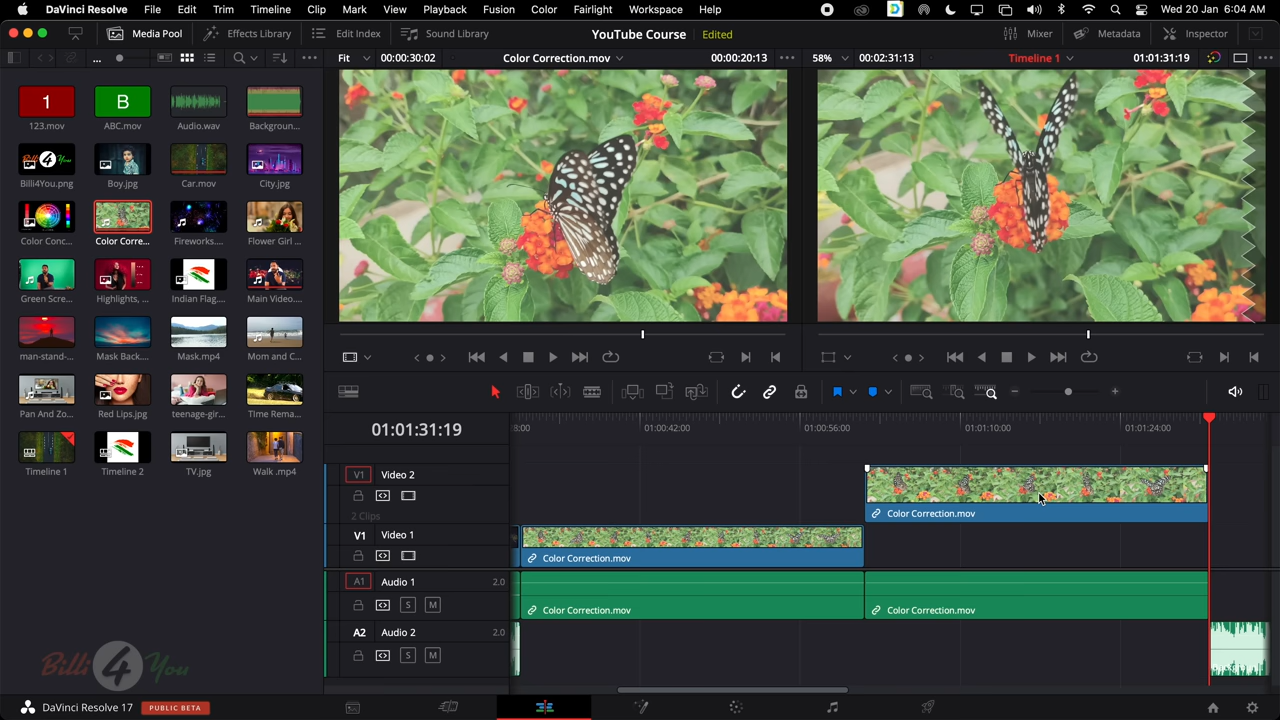 DaVinci Resolve File Edit Trim Timeline Clip Mark View Playback Fusion Color Fairlight Workspace Help Wed 20 Jan 6:04 AM
Media Pool Effects Library Edit Index Sound Library YouTube Course Edited Mixer Metadata Inspector
... Fit 00:00:30:02 Color Correction.mov 00:00:20:13 58% 00:02:31:13 Timeline 1 01:01:31:19
1 B
123.mov ABC.mov Audio.wav Backgroun...
Billi 4 You
Billi4You.png Boy.jpg Car.mov City.jpg
Color Conc... Color Corre... Fireworks.... Flower Girl ...
Green Scre... Highlights, ... Indian Flag.... Main Video....
man-stand-... Mask Back.... Mask.mp4 Mom and C...
Pan And Zo... Red Lips.jpg teenage-gir... TIme Rema...
Timeline 1 Timeline 2 TV.jpg Walk .mp4
01:01:31:19 8:00 01:00:42:00 01:00:56:00 01:01:10:00 01:01:24:00
V1 Video 2
2 Clips
Color Correction.mov
V1 Video 1
Color Correction.mov
A1 Audio 1 2.0
S M
Color Correction.mov Color Correction.mov
A2 Audio 2 2.0
S M
Billi 4 You
DaVinci Resolve 17 PUBLIC BETA